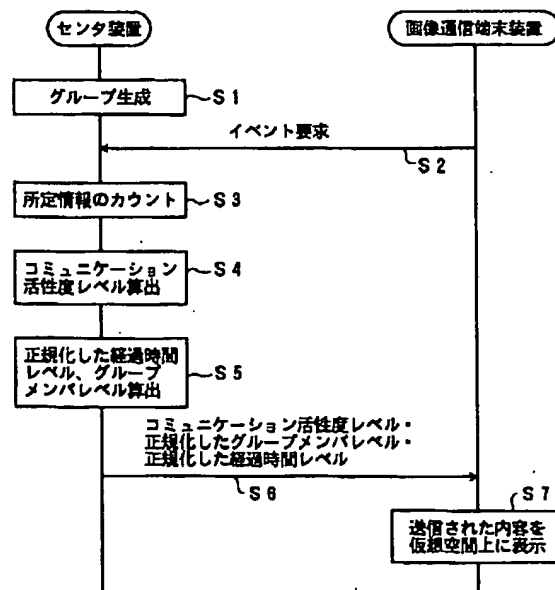 センタ装置
画像通信端末装置
グループ生成
S1
イベント要求
S2
所定情報のカウント
S3
コミュニケーション
活性度レベル算出
S4
正規化した経過時間
レベル、グループ
メンバレベル算出
S5
コミュニケーション活性度レベル・
正規化したグループメンバレベル・
正規化した経過時間レベル
S6
S7
送信された内容を
仮想空間上に表示